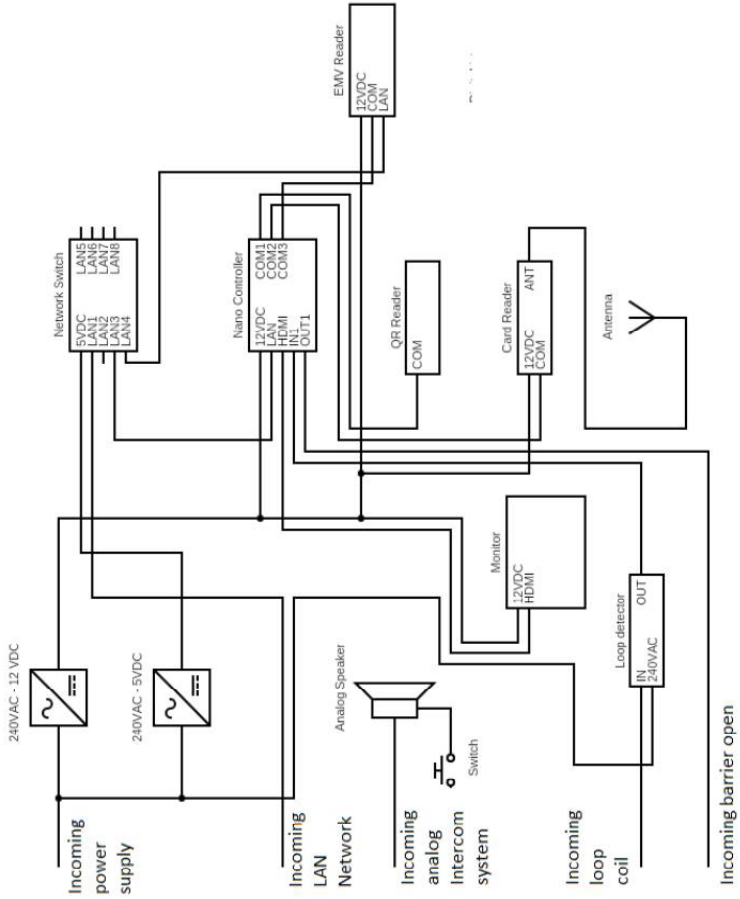 EMV Reader
12VDC
COM
LAN
Network Switch
5VDC
LAN1
LAN2
LAN3
LAN4
LAN5
LAN6
LAN7
LAN8
Nano Controller
12VDC
LAN
HDMI
IN1
OUT1
COM1
COM2
COM3
QR Reader
COM
Card Reader
12VDC
COM
ANT
Antenna
Monitor
12VDC
HDMI
Loop detector
IN
240VAC
OUT
240VAC - 12 VDC
240VAC - 5VDC
Analog Speaker
Switch
Incoming
power
supply
Incoming
LAN
Network
Incoming
analog
Intercom
system
Incoming
loop
coil
Incoming barrier open